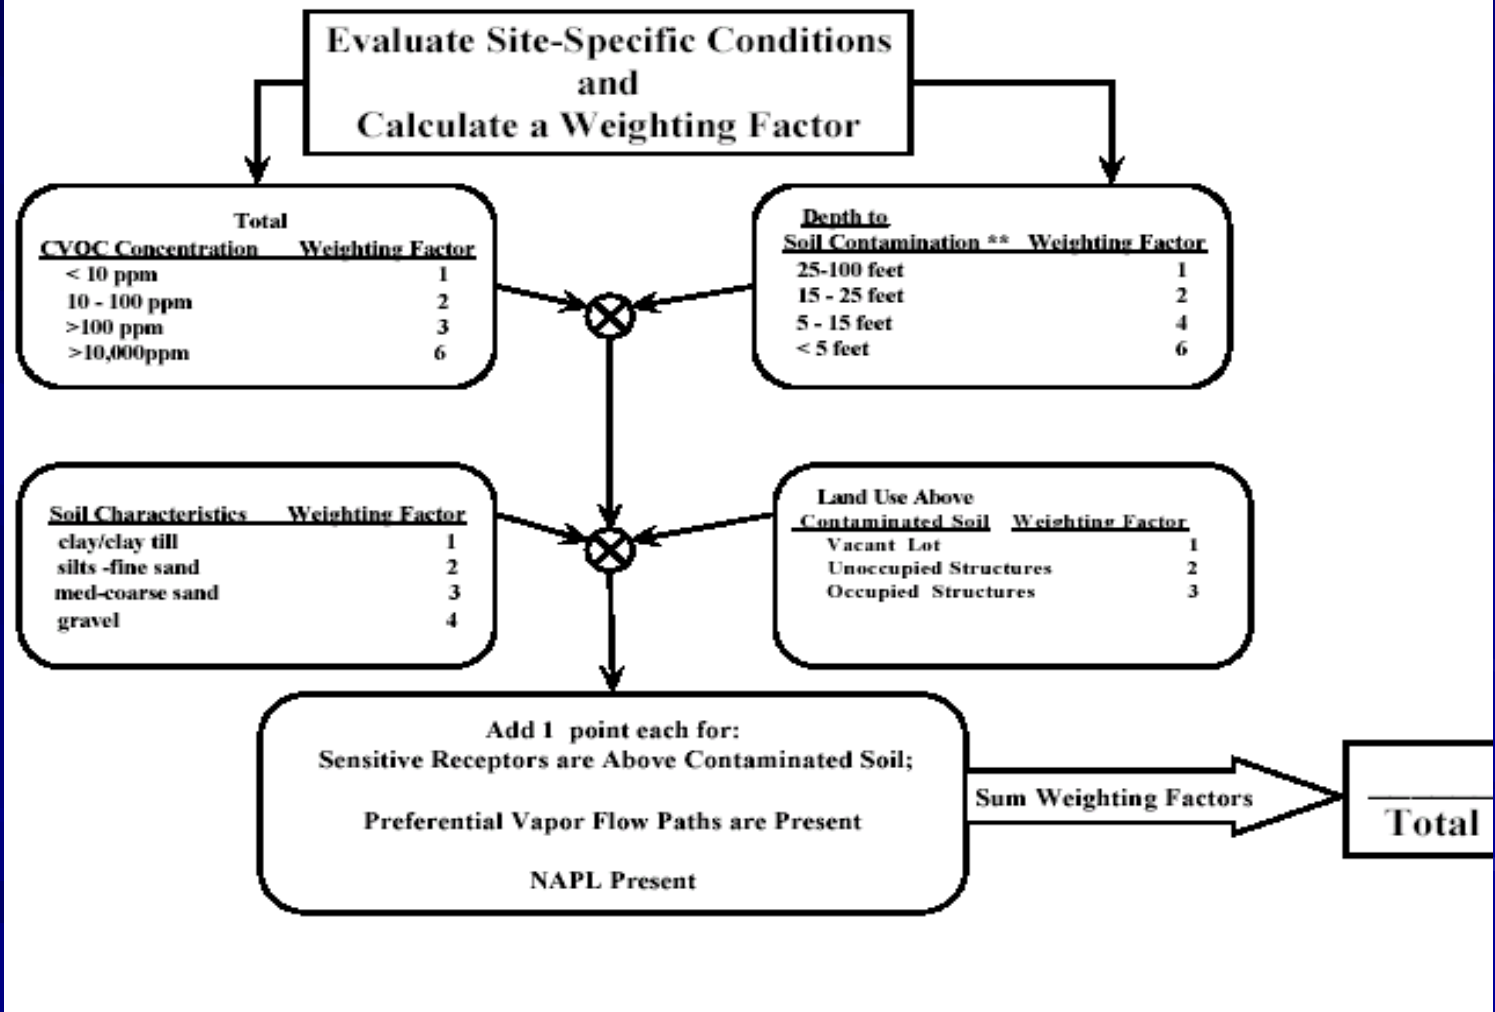 Evaluate Site-Specific Conditions
and
Calculate a Weighting Factor
Total
CVOC Concentration Weighting Factor
< 10 ppm 1
10 - 100 ppm 2
>100 ppm 3
>10,000ppm 6
Depth to
Soil Contamination ** Weighting Factor
25-100 feet 1
15 - 25 feet 2
5 - 15 feet 4
< 5 feet 6
Soil Characteristics Weighting Factor
clay/clay till 1
silts -fine sand 2
med-coarse sand 3
gravel 4
Land Use Above
Contaminated Soil Weighting Factor
Vacant Lot 1
Unoccupied Structures 2
Occupied Structures 3
Add 1 point each for:
Sensitive Receptors are Above Contaminated Soil;
Preferential Vapor Flow Paths are Present
NAPL Present
Sum Weighting Factors
Total